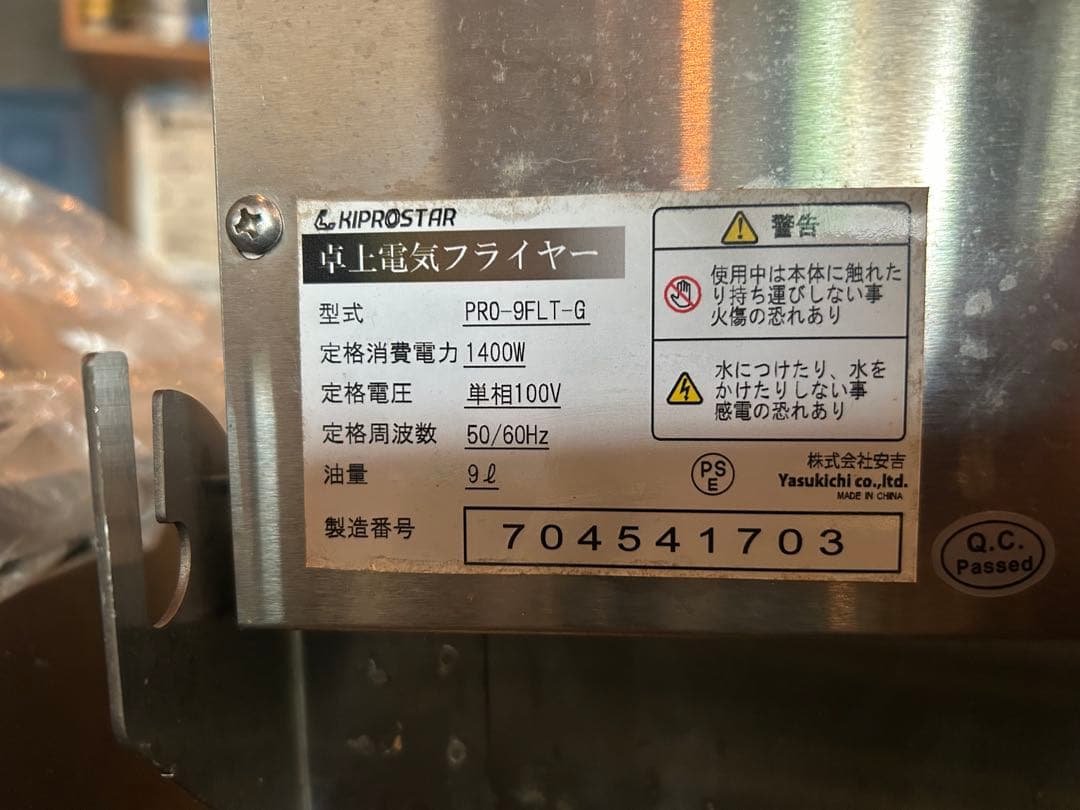 KIPROSTAR
卓上電気フライヤー
型式 PRO-9FLT-G
定格消費電力 1400W
定格電圧 単相100V
定格周波数 50/60Hz
油量 9ℓ
製造番号 704541703
警告
使用中は本体に触れた
り持ち運びしない事
火傷の恐れあり
水につけたり、水を
かけたりしない事
感電の恐れあり
PS
E
株式会社安吉
Yasukichi co.,ltd.
MADE IN CHINA
Q.C.
Passed